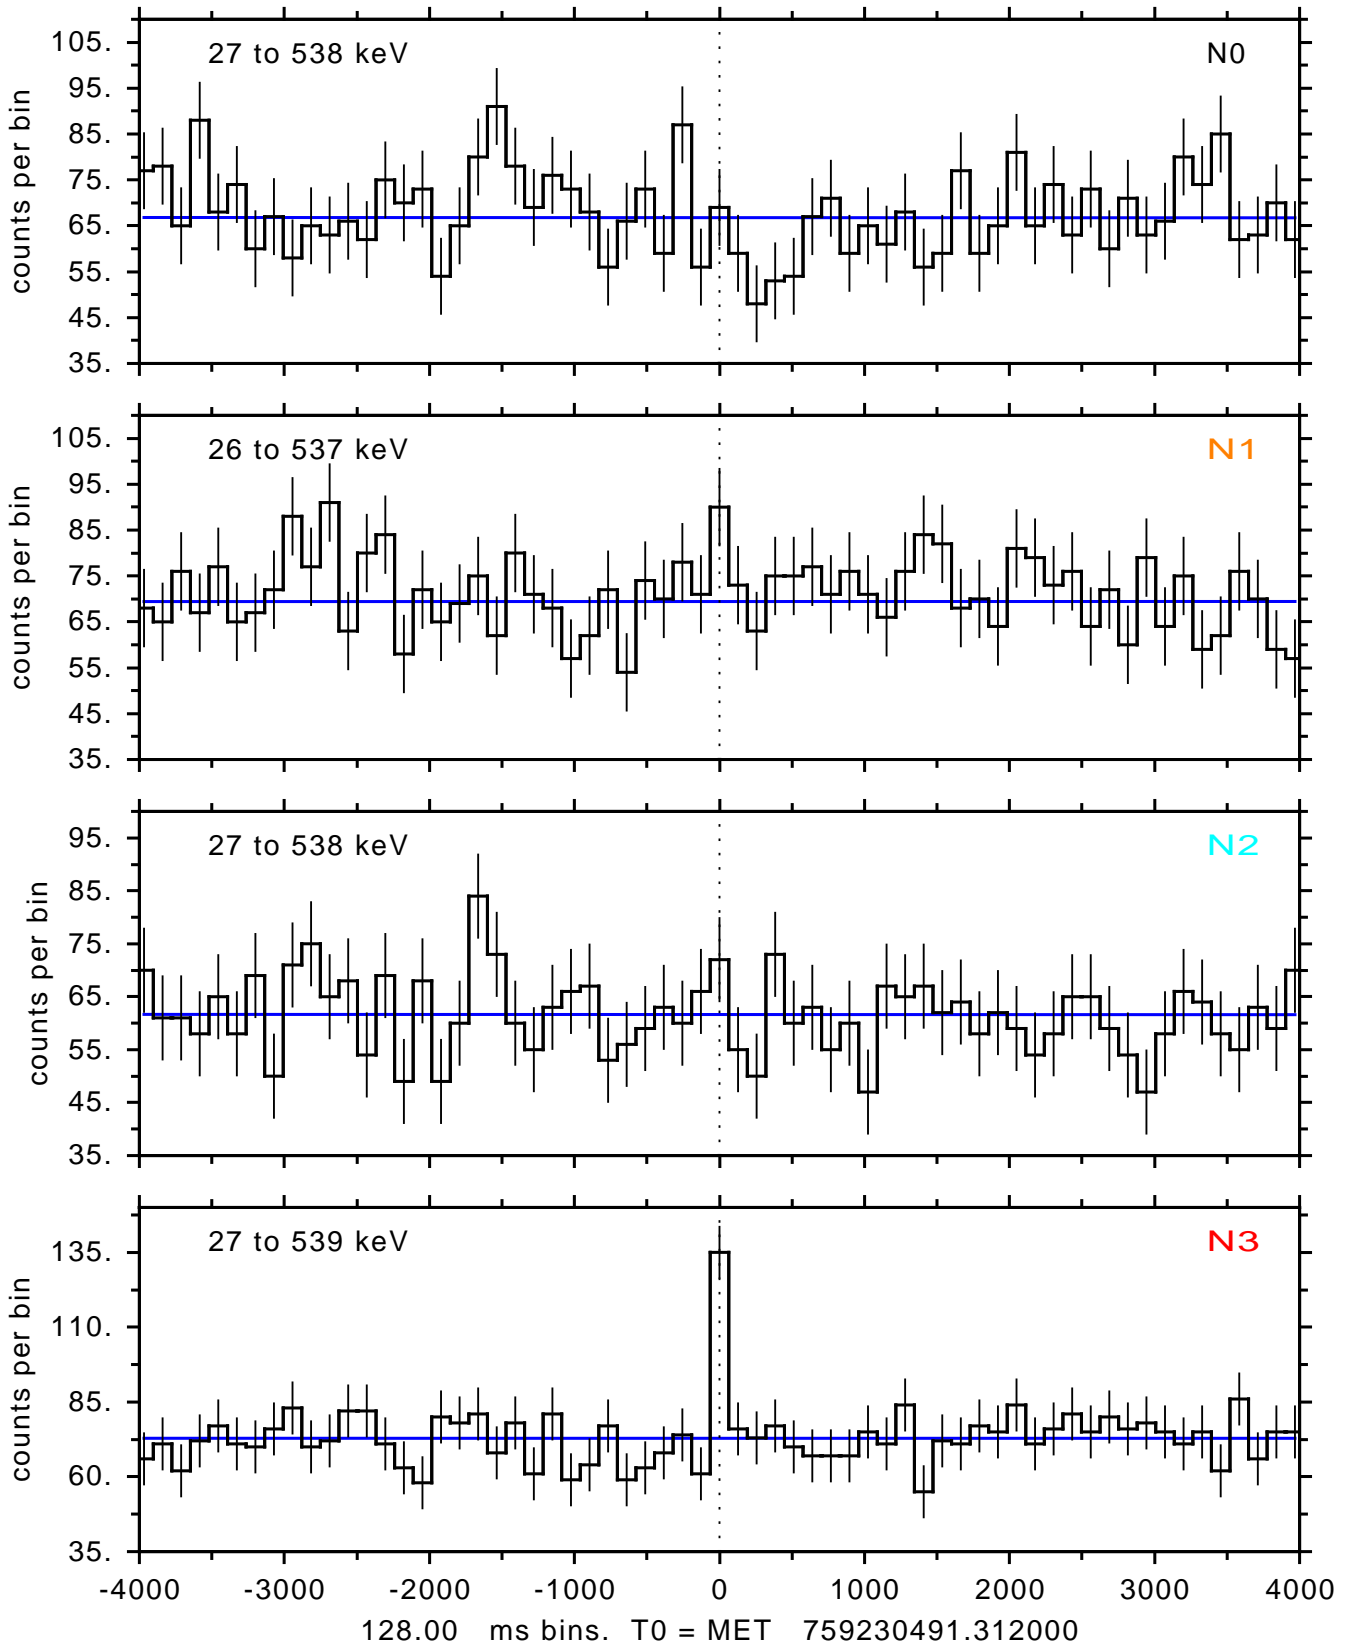 27 to 538 keV N0
105.
95.
85.
75.
65.
55.
45.
35.
counts per bin
26 to 537 keV N1
105.
95.
85.
75.
65.
55.
45.
35.
counts per bin
27 to 538 keV N2
95.
85.
75.
65.
55.
45.
35.
counts per bin
27 to 539 keV N3
135.
110.
85.
60.
35.
counts per bin
-4000 -3000 -2000 -1000 0 1000 2000 3000 4000
128.00 ms bins. T0 = MET 759230491.312000